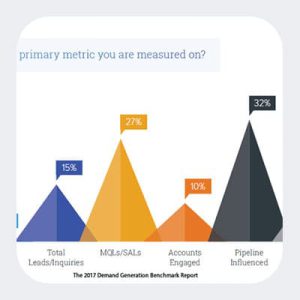 primary metric you are measured on?
32%
27%
15%
10%
Total
Leads/Inquiries
MQLs/SALs
Accounts
Engaged
Pipeline
Influenced
The 2017 Demand Generation Benchmark Report